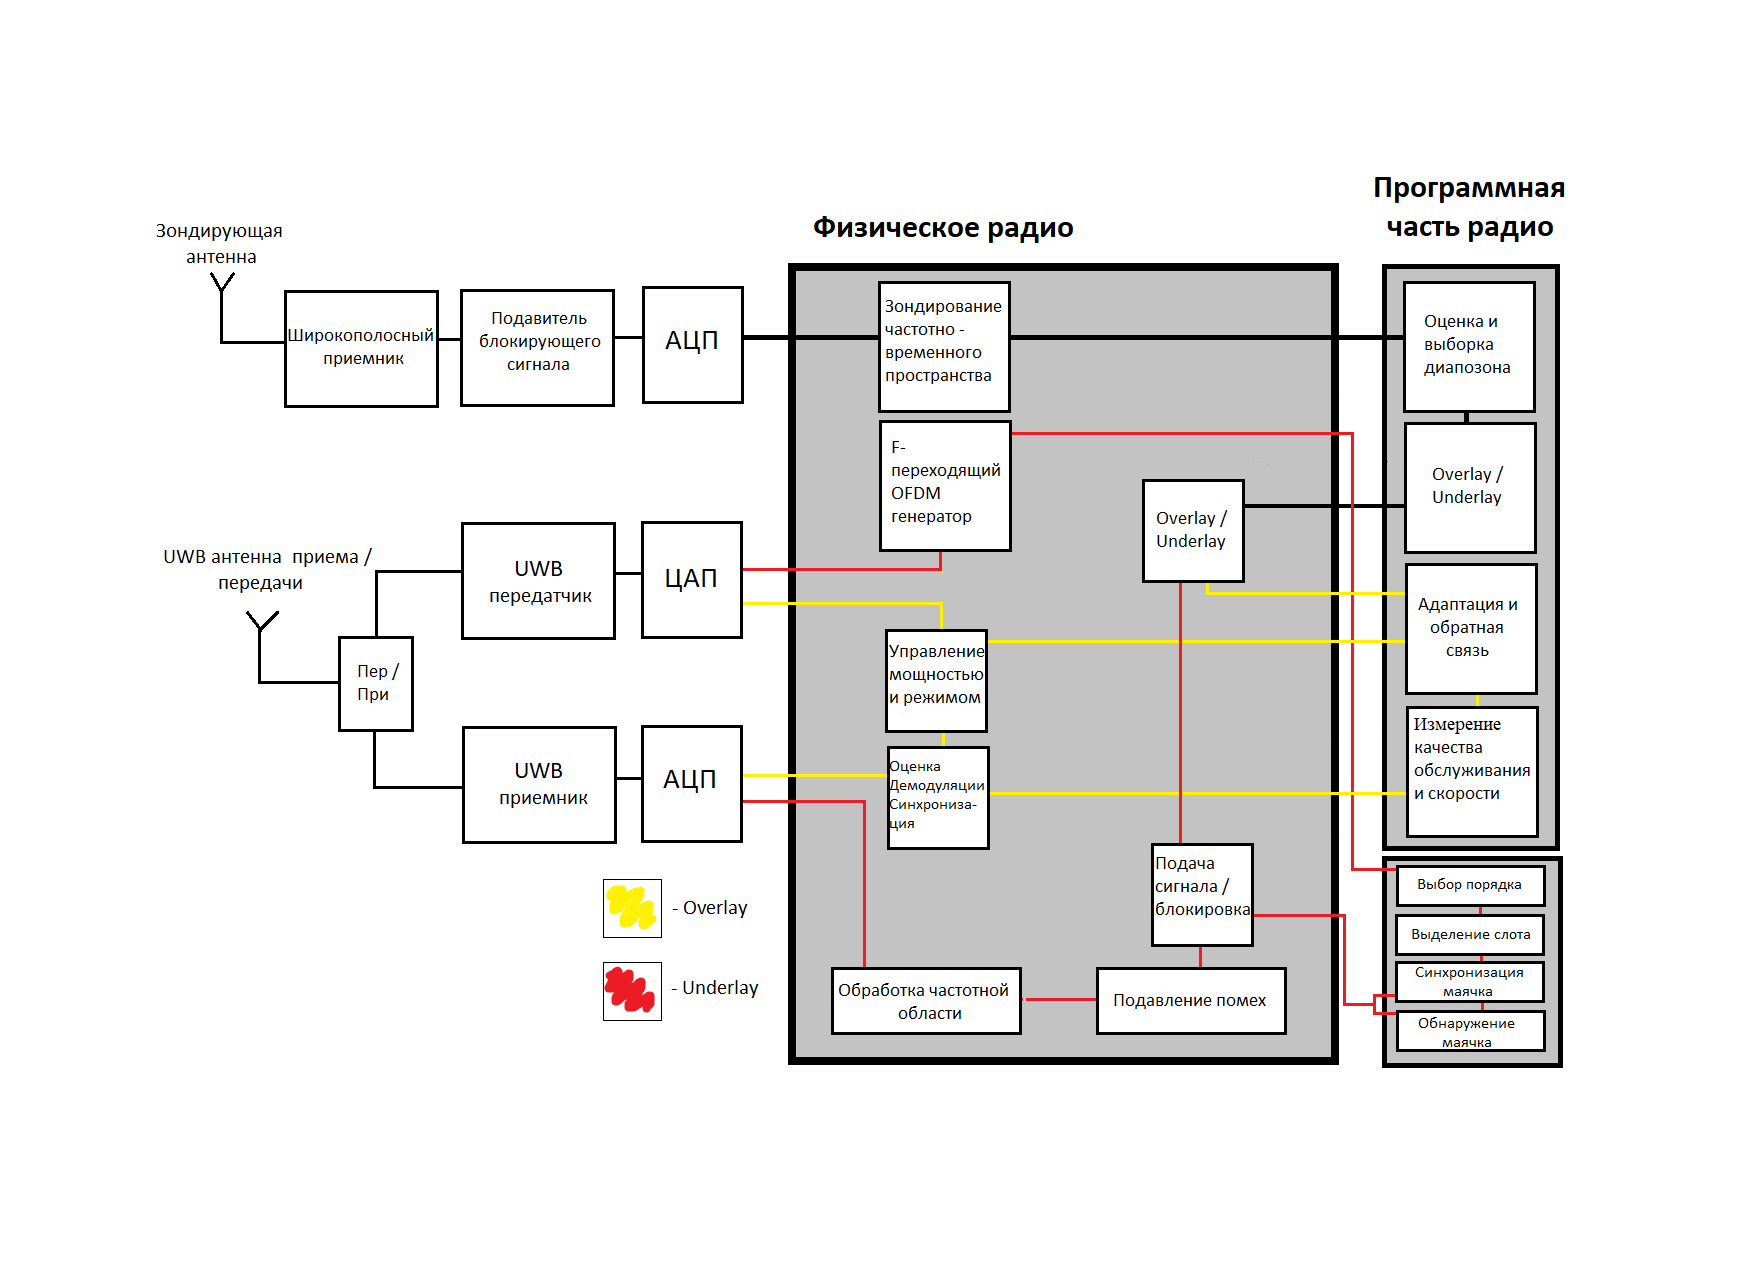 Программная
часть радио
Физическое радио
Зондирующая
антенна
Широкополосный
приемник
Подавитель
блокирующего
сигнала
АЦП
Зондирование
частотно -
временного
пространства
Оценка и
выборка
диапозона
F-
переходящий
OFDM
генератор
Overlay /
Underlay
Overlay /
Underlay
UWB антенна приема /
передачи
UWB
передатчик
ЦАП
Адаптация и
обратная
связь
Пер /
При
Управление
мощностью
и режимом
UWB
приемник
АЦП
Оценка
Демодуляции
Синхрониза-
ция
Измерение
качества
обслуживания
и скорости
- Overlay
- Underlay
Подача
сигнала /
блокировка
Выбор порядка
Выделение слота
Синхронизация
маячка
Обнаружение
маячка
Обработка частотной
области
Подавление помех